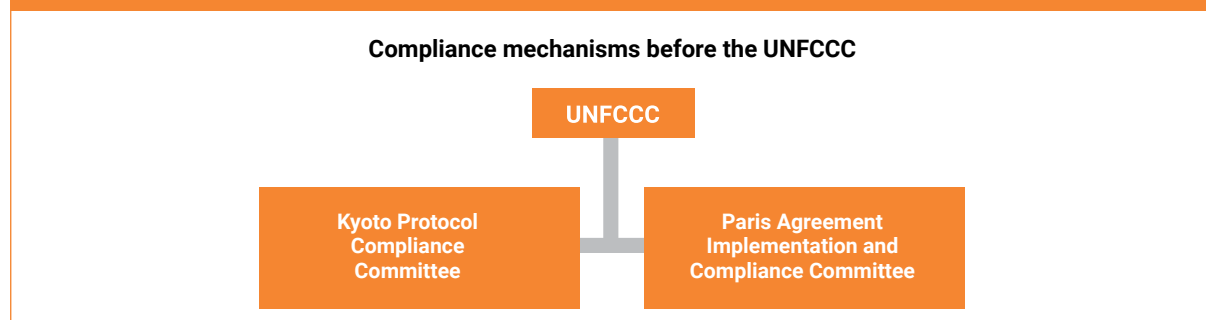 Compliance mechanisms before the UNFCCC
UNFCCC
Kyoto Protocol
Compliance
Committee
Paris Agreement
Implementation and
Compliance Committee